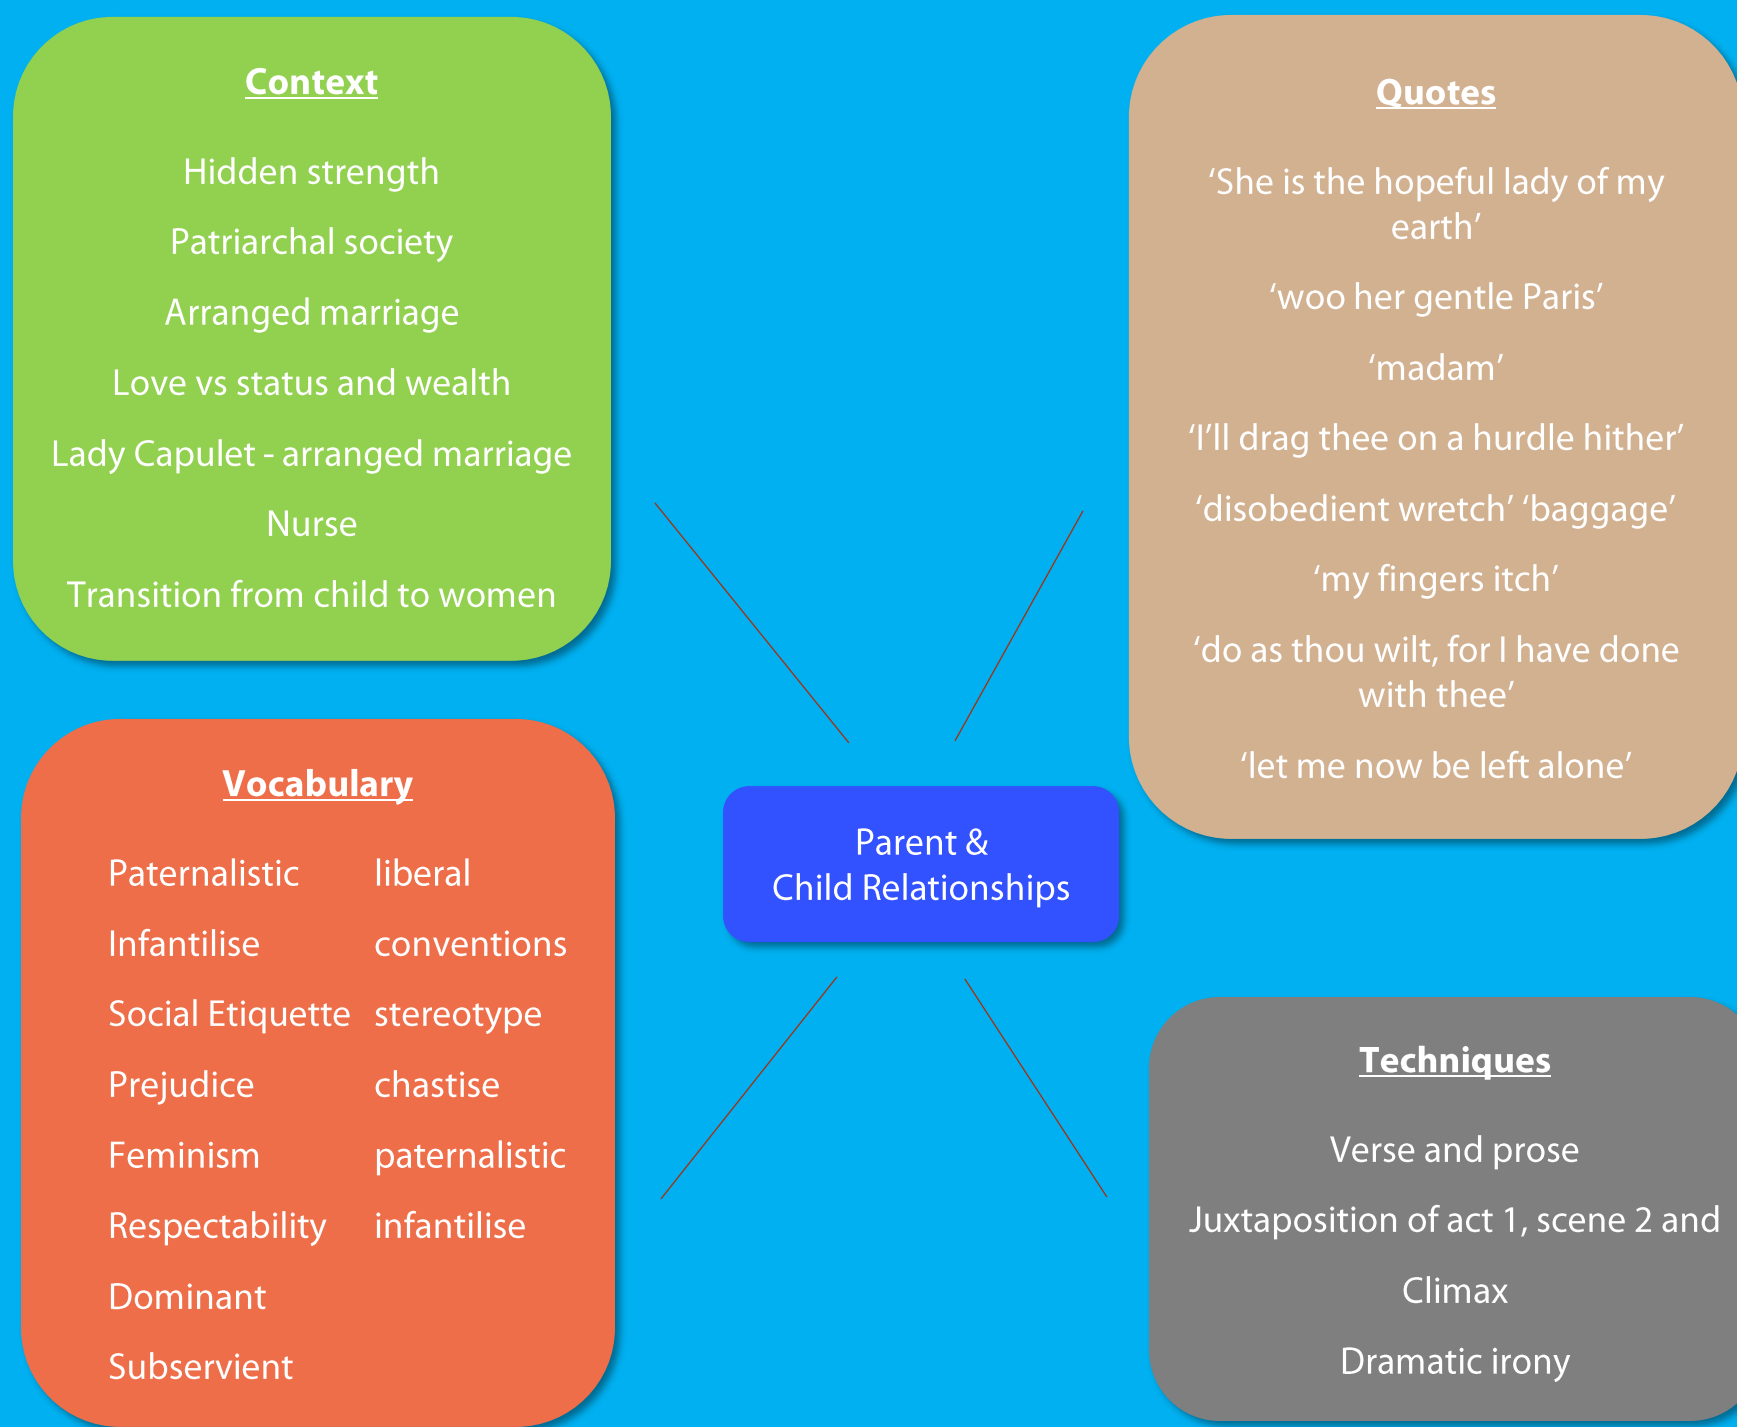 Context
Hidden strength
Patriarchal society
Arranged marriage
Love vs status and wealth
Lady Capulet - arranged marriage
Nurse
Transition from child to women
Quotes
‘She is the hopeful lady of my
earth’
‘woo her gentle Paris’
‘madam’
‘I’ll drag thee on a hurdle hither’
‘disobedient wretch’ ‘baggage’
‘my fingers itch’
‘do as thou wilt, for I have done
with thee’
‘let me now be left alone’
Parent &
Child Relationships
Vocabulary
Paternalistic liberal
Infantilise conventions
Social Etiquette stereotype
Prejudice chastise
Feminism paternalistic
Respectability infantilise
Dominant
Subservient
Techniques
Verse and prose
Juxtaposition of act 1, scene 2 and
Climax
Dramatic irony